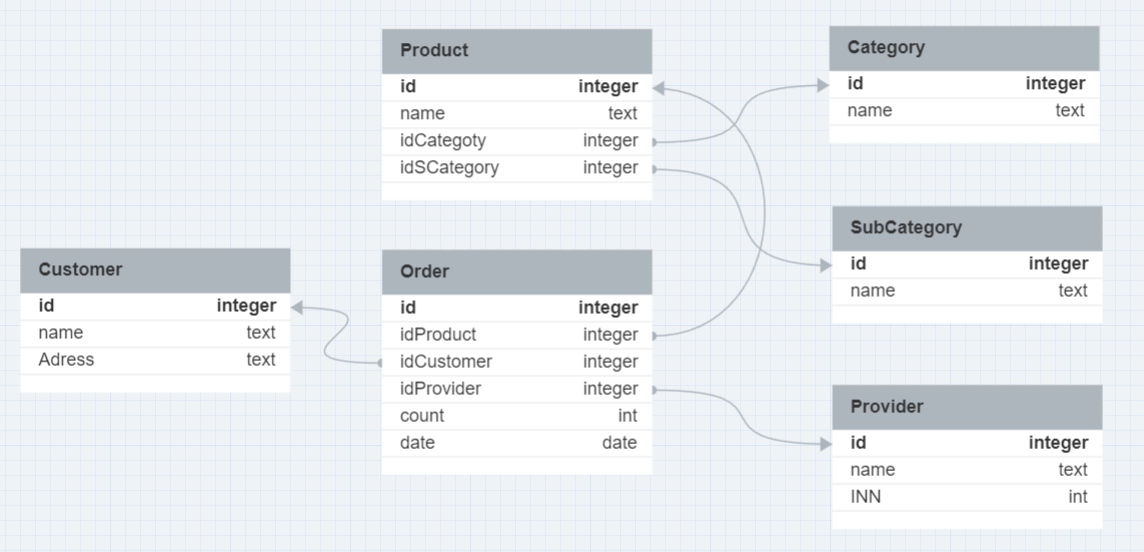 Product
id integer
name text
idCategoty integer
idSCategory integer
Category
id integer
name text
SubCategory
id integer
name text
Customer
id integer
name text
Adress text
Order
id integer
idProduct integer
idCustomer integer
idProvider integer
count int
date date
Provider
id integer
name text
INN int